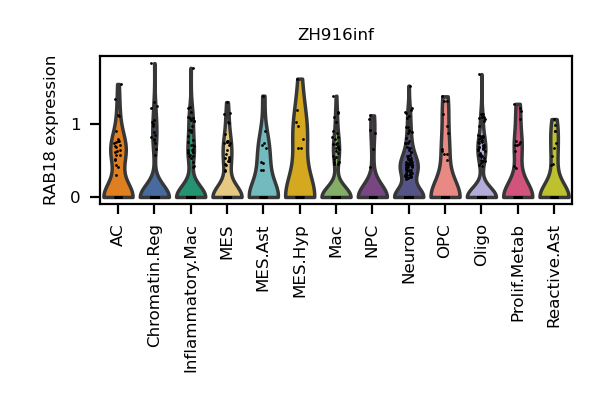 ZH916inf
RAB18 expression
1
0
AC
Chromatin.Reg
Inflammatory.Mac
MES
MES.Ast
MES.Hyp
Mac
NPC
Neuron
OPC
Oligo
Prolif.Metab
Reactive.Ast